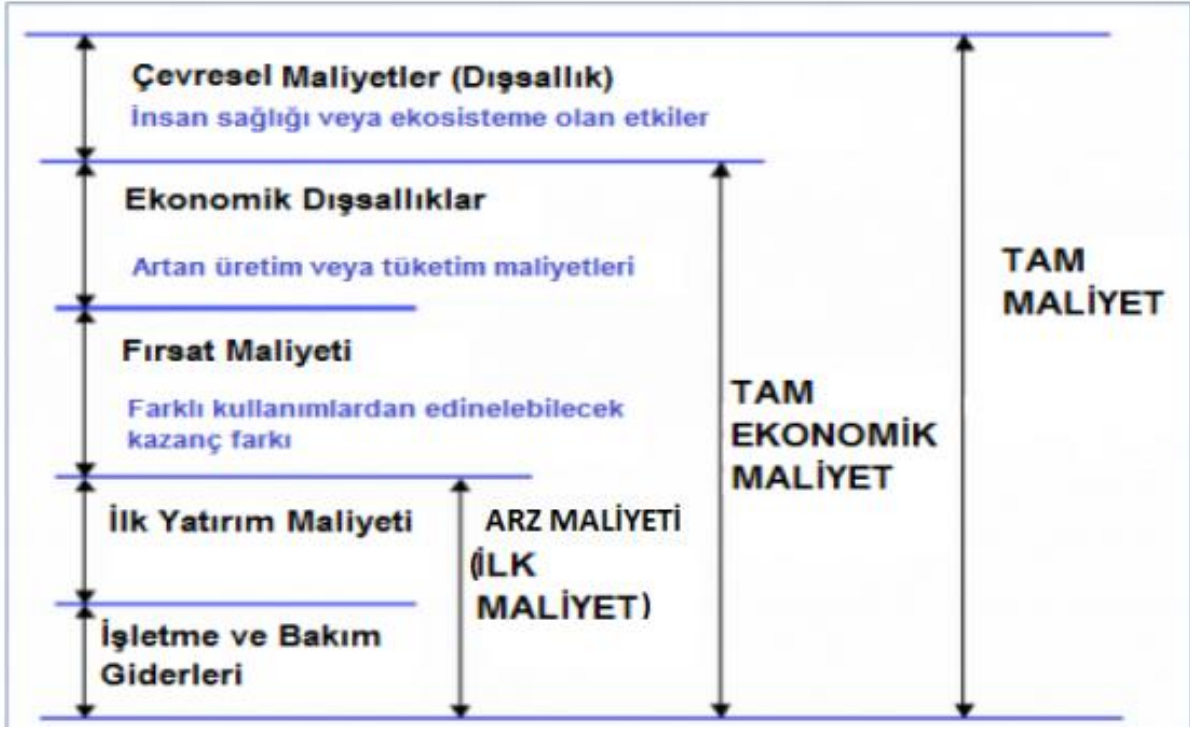 Çevresel Maliyetler (Dışsallık)
İnsan sağlığı veya ekosisteme olan etkiler
Ekonomik Dışsallıklar
Artan üretim veya tüketim maliyetleri
Fırsat Maliyeti
Farklı kullanımlardan edinelebilecek
kazanç farkı
İlk Yatırım Maliyeti
İşletme ve Bakım
Giderleri
ARZ MALİYETİ
(İLK
MALİYET)
TAM
EKONOMİK
MALİYET
TAM
MALİYET